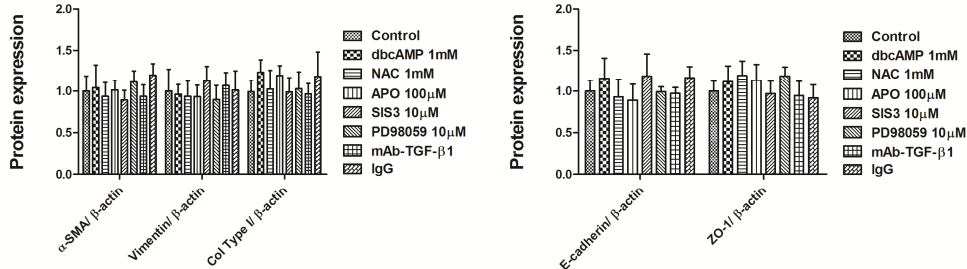 Protein expression
2.0
1.5
1.0
0.5
0.0
α-SMA/ β-actin
Vimentin/ β-actin
Col Type I/ β-actin
Control
dbcAMP 1mM
NAC 1mM
APO 100μM
SIS3 10μM
PD98059 10μM
mAb-TGF-β1
IgG
Protein expression
2.0
1.5
1.0
0.5
0.0
E-cadherin/ β-actin
ZO-1/ β-actin
Control
dbcAMP 1mM
NAC 1mM
APO 100μM
SIS3 10μM
PD98059 10μM
mAb-TGF-β1
IgG